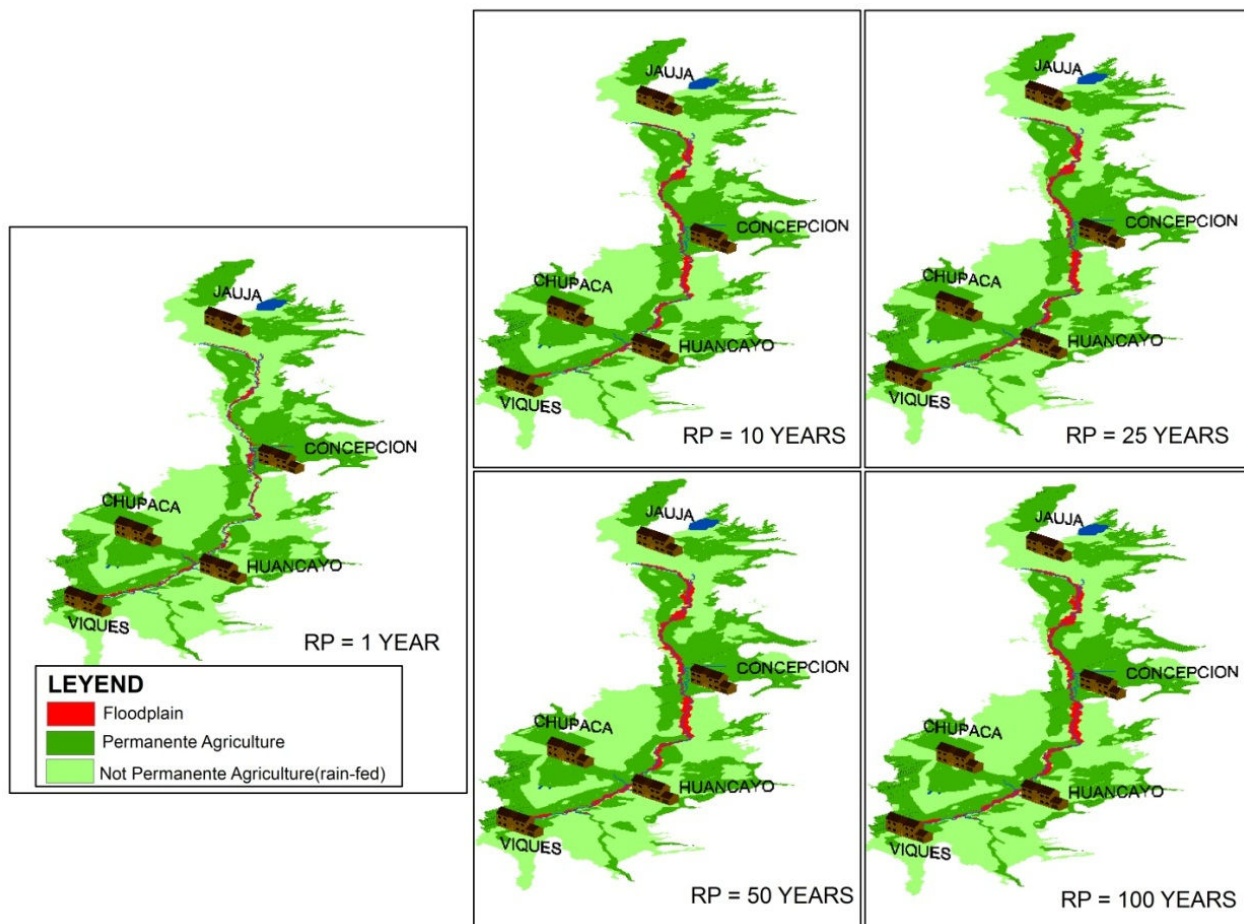 JAUJA
CONCEPCION
CHUPACA
HUANCAYO
VIQUES
RP = 1 YEAR
LEYEND
Floodplain
Permanente Agriculture
Not Permanente Agriculture(rain-fed)
JAUJA
CONCEPCION
CHUPACA
HUANCAYO
VIQUES
RP = 10 YEARS
JAUJA
CONCEPCION
CHUPACA
HUANCAYO
VIQUES
RP = 25 YEARS
JAUJA
CONCEPCION
CHUPACA
HUANCAYO
VIQUES
RP = 50 YEARS
JAUJA
CONCEPCION
CHUPACA
HUANCAYO
VIQUES
RP = 100 YEARS